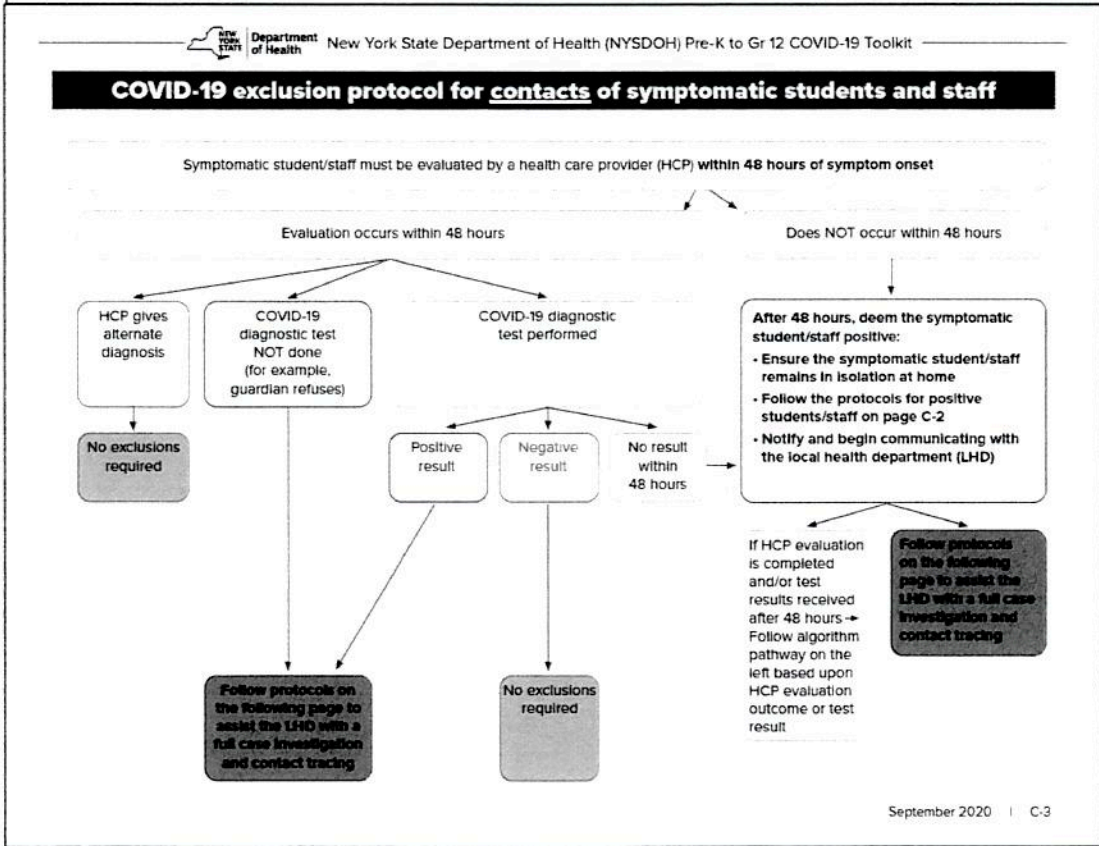 NEW YORK STATE
Department of Health
New York State Department of Health (NYSDOH) Pre-K to Gr 12 COVID-19 Toolkit
COVID-19 exclusion protocol for contacts of symptomatic students and staff
Symptomatic student/staff must be evaluated by a health care provider (HCP) within 48 hours of symptom onset
Evaluation occurs within 48 hours
Does NOT occur within 48 hours
HCP gives
alternate
diagnosis
COVID-19
diagnostic test
NOT done
(for example,
guardian refuses)
COVID-19 diagnostic
test performed
After 48 hours, deem the symptomatic
student/staff positive:
• Ensure the symptomatic student/staff
remains in isolation at home
• Follow the protocols for positive
students/staff on page C-2
• Notify and begin communicating with
the local health department (LHD)
No exclusions
required
Positive
result
Negative
result
No result
within
48 hours
If HCP evaluation
is completed
and/or test
results received
after 48 hours →
Follow algorithm
pathway on the
left based upon
HCP evaluation
outcome or test
result
Follow protocols
on the following
page to assist the
LHD with a full case
investigation and
contact tracing
Follow protocols on
the following page to
assist the LHD with a
full case investigation
and contact tracing
No exclusions
required
September 2020 | C-3